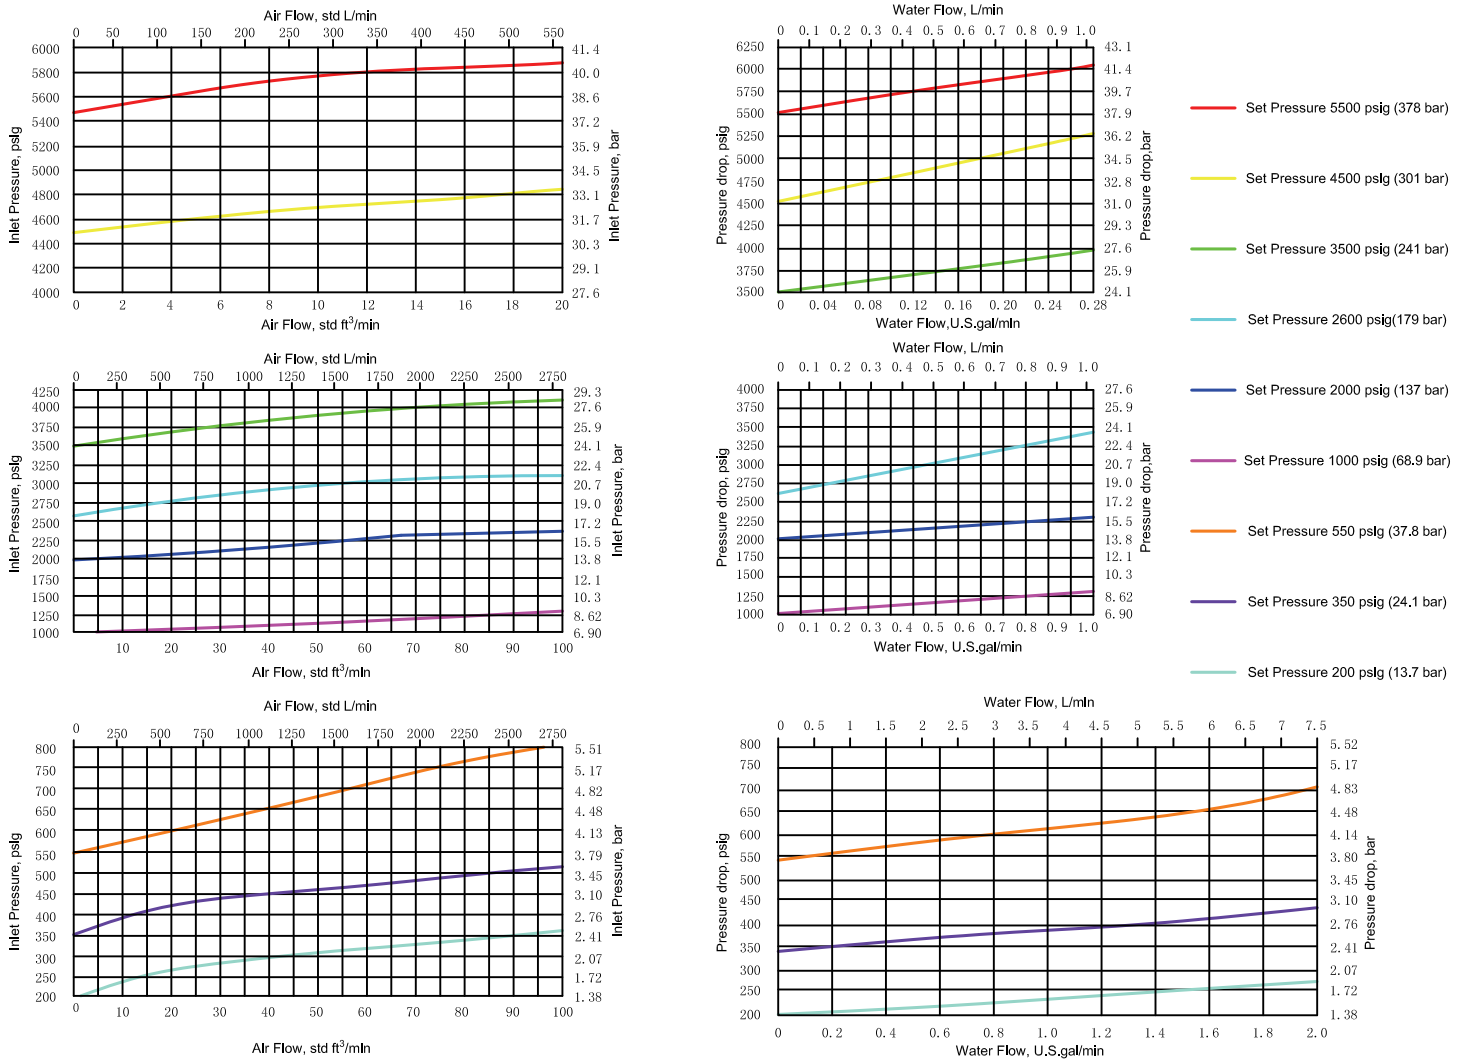 Air Flow, std L/min
0 50 100 150 200 250 300 350 400 450 500 550
6000 5800 5600 5400 5200 5000 4800 4600 4400 4200 4000
Inlet Pressure, psig
41.4 40.0 38.6 37.2 35.9 34.5 33.1 31.7 30.3 29.1 27.6
Inlet Pressure, bar
0 2 4 6 8 10 12 14 16 18 20
Air Flow, std ft³/min
Water Flow, L/min
0 0.1 0.2 0.3 0.4 0.5 0.6 0.7 0.8 0.9 1.0
6250 6000 5750 5500 5250 5000 4750 4500 4250 4000 3750 3500
Pressure drop, psig
43.1 41.4 39.7 37.9 36.2 34.5 32.8 31.0 29.3 27.6 25.9 24.1
Pressure drop,bar
0 0.04 0.08 0.12 0.16 0.20 0.24 0.28
Water Flow,U.S.gal/min
Set Pressure 5500 psig (378 bar)
Set Pressure 4500 psig (301 bar)
Set Pressure 3500 psig (241 bar)
Set Pressure 2600 psig(179 bar)
Set Pressure 2000 psig (137 bar)
Set Pressure 1000 psig (68.9 bar)
Set Pressure 550 psig (37.8 bar)
Set Pressure 350 psig (24.1 bar)
Set Pressure 200 psig (13.7 bar)
Air Flow, std L/min
0 250 500 750 1000 1250 1500 1750 2000 2250 2500 2750
4250 4000 3750 3500 3250 3000 2750 2500 2250 2000 1750 1500 1250 1000
Inlet Pressure, psig
29.3 27.6 25.9 24.1 22.4 20.7 19.0 17.2 15.5 13.8 12.1 10.3 8.62 6.90
Inlet Pressure, bar
10 20 30 40 50 60 70 80 90 100
Air Flow, std ft³/min
Water Flow, L/min
0 0.1 0.2 0.3 0.4 0.5 0.6 0.7 0.8 0.9 1.0
4000 3750 3500 3250 3000 2750 2500 2250 2000 1750 1500 1250 1000
Pressure drop, psig
27.6 25.9 24.1 22.4 20.7 19.0 17.2 15.5 13.8 12.1 10.3 8.62 6.90
Pressure drop,bar
0 0.1 0.2 0.3 0.4 0.5 0.6 0.7 0.8 0.9 1.0
Water Flow, U.S.gal/min
Air Flow, std L/min
0 250 500 750 1000 1250 1500 1750 2000 2250 2500 2750
800 750 700 650 600 550 500 450 400 350 300 250 200
Inlet Pressure, psig
5.51 5.17 4.82 4.48 4.13 3.79 3.45 3.10 2.76 2.41 2.07 1.72 1.38
Inlet Pressure, bar
0 10 20 30 40 50 60 70 80 90 100
Air Flow, std ft³/min
Water Flow, L/min
0 0.5 1 1.5 2 2.5 3 3.5 4 4.5 5 5.5 6 6.5 7 7.5
800 750 700 650 600 550 500 450 400 350 300 250 200
Pressure drop, psig
5.52 5.17 4.83 4.48 4.14 3.80 3.45 3.10 2.76 2.41 2.07 1.72 1.38
Pressure drop, bar
0 0.2 0.4 0.6 0.8 1.0 1.2 1.4 1.6 1.8 2.0
Water Flow, U.S.gal/min